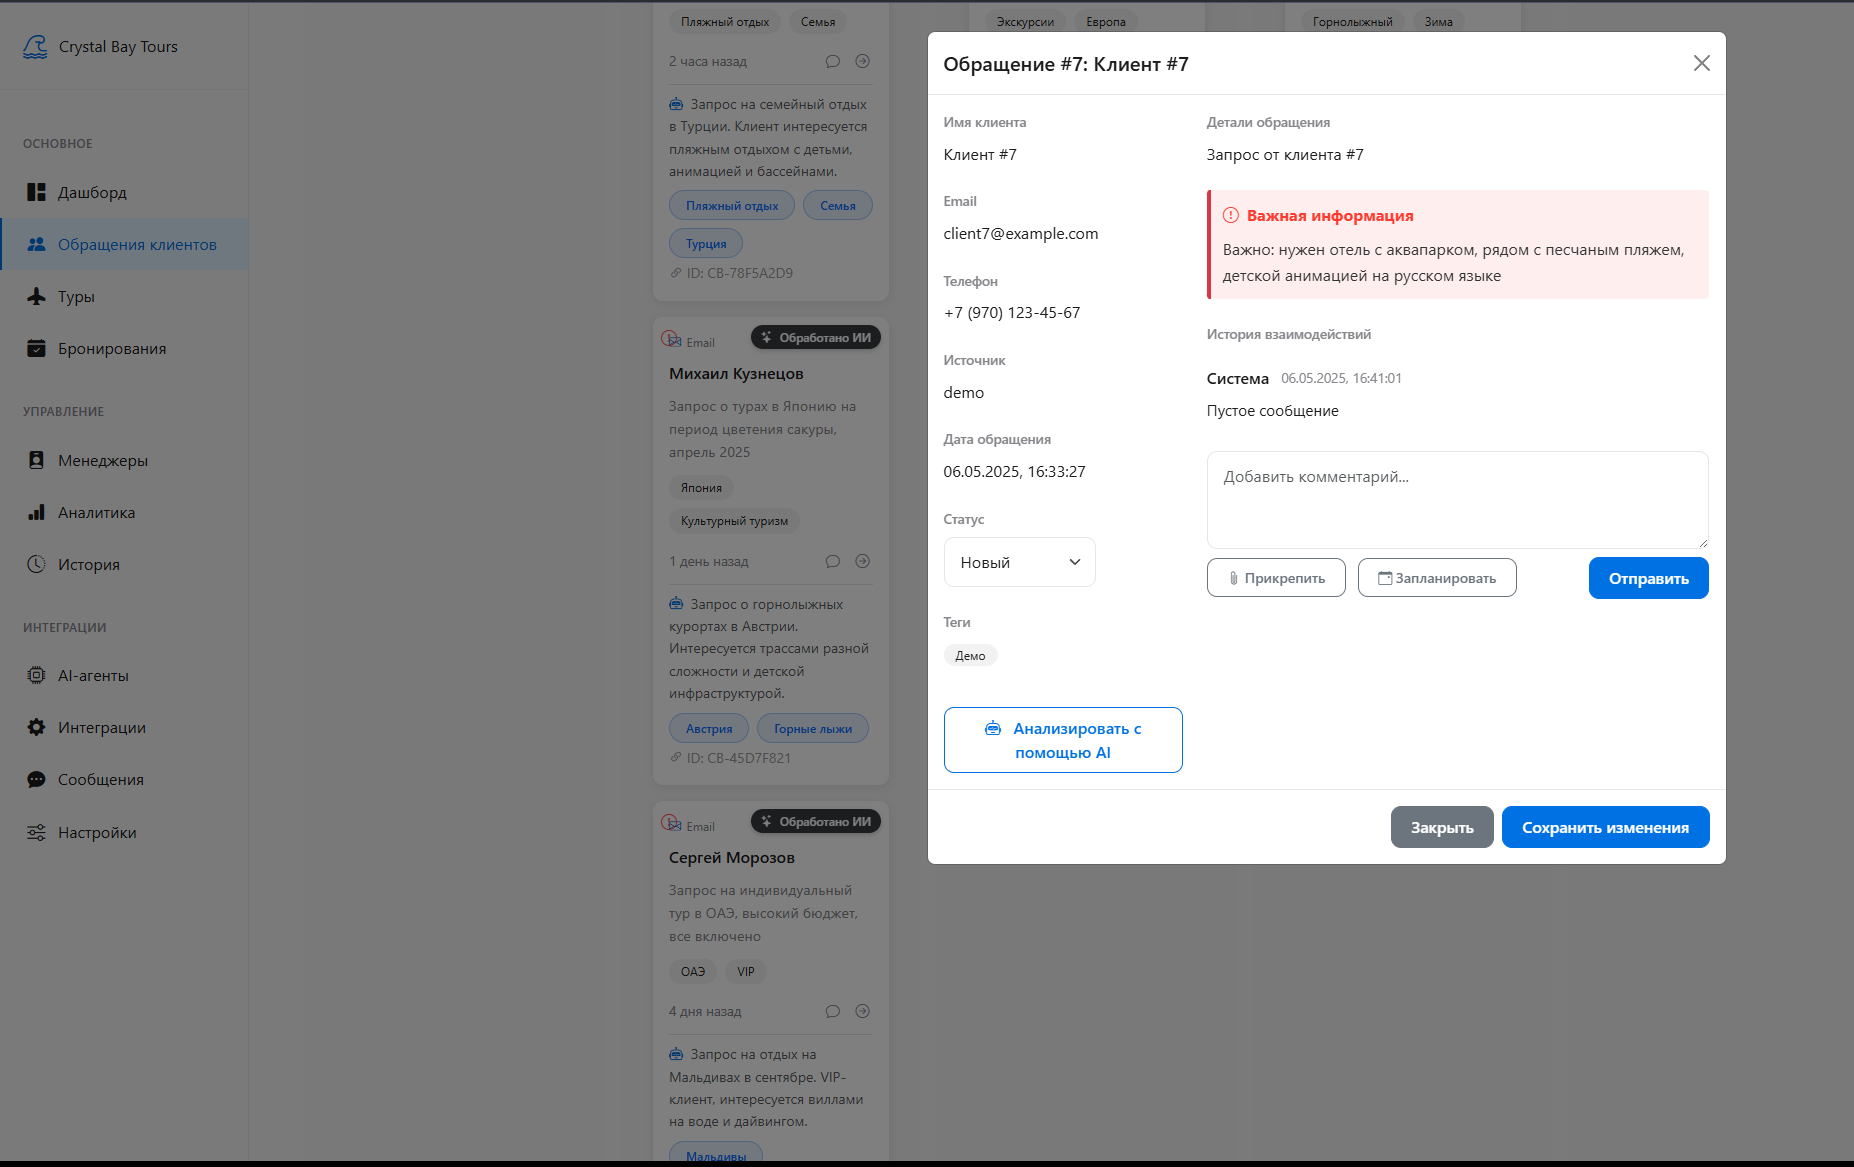 Crystal Bay Tours
ОСНОВНОЕ
Дашборд
Обращения клиентов
Туры
Бронирования
УПРАВЛЕНИЕ
Менеджеры
Аналитика
История
ИНТЕГРАЦИИ
AI-агенты
Интеграции
Сообщения
Настройки
Пляжный отдых
Семья
2 часа назад
Запрос на семейный отдых
в Турции. Клиент интересуется
пляжным отдыхом с детьми,
анимацией и бассейнами.
Пляжный отдых
Семья
Турция
ID: CB-78F5A2D9
Email
Обработано ИИ
Михаил Кузнецов
Запрос о турах в Японию на
период цветения сакуры,
апрель 2025
Япония
Культурный туризм
1 день назад
Запрос о горнолыжных
курортах в Австрии.
Интересуется трассами разной
сложности и детской
инфраструктурой.
Австрия
Горные лыжи
ID: CB-45D7F821
Email
Обработано ИИ
Сергей Морозов
Запрос на индивидуальный
тур в ОАЭ, высокий бюджет,
все включено
ОАЭ
VIP
4 дня назад
Запрос на отдых на
Мальдивах в сентябре. VIP-
клиент, интересуется виллами
на воде и дайвингом.
Мальдивы
Экскурсии
Европа
Горнолыжный
Зима
Обращение #7: Клиент #7
Имя клиента
Клиент #7
Email
client7@example.com
Телефон
+7 (970) 123-45-67
Источник
demo
Дата обращения
06.05.2025, 16:33:27
Статус
Новый
Теги
Демо
Анализировать с
помощью AI
Детали обращения
Запрос от клиента #7
Важная информация
Важно: нужен отель с аквапарком, рядом с песчаным пляжем,
детской анимацией на русском языке
История взаимодействий
Система 06.05.2025, 16:41:01
Пустое сообщение
Добавить комментарий...
Прикрепить
Запланировать
Отправить
Закрыть
Сохранить изменения